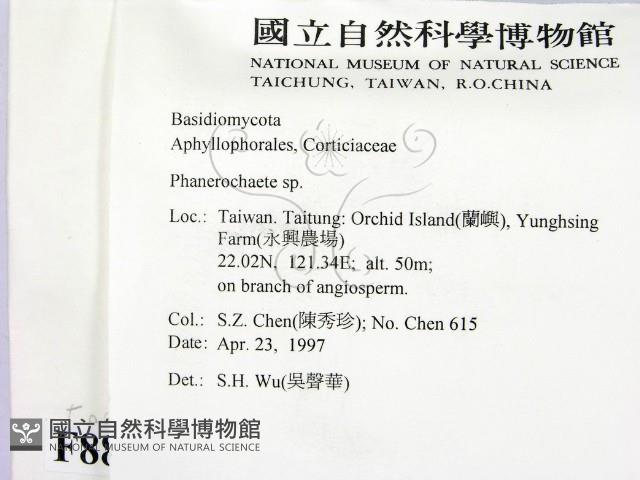 國立自然科學博物館
NATIONAL MUSEUM OF NATURAL SCIENCE
TAICHUNG, TAIWAN, R.O.CHINA
Basidiomycota
Aphyllophorales, Corticiaceae
Phanerochaete sp.
Loc.: Taiwan. Taitung: Orchid Island(蘭嶼), Yunghsing
Farm(永興農場)
22.02N, 121.34E; alt. 50m;
on branch of angiosperm.
Col.: S.Z. Chen(陳秀珍); No. Chen 615
Date: Apr. 23, 1997
Det.: S.H. Wu(吳聲華)
國立自然科學博物館
NATIONAL MUSEUM OF NATURAL SCIENCE